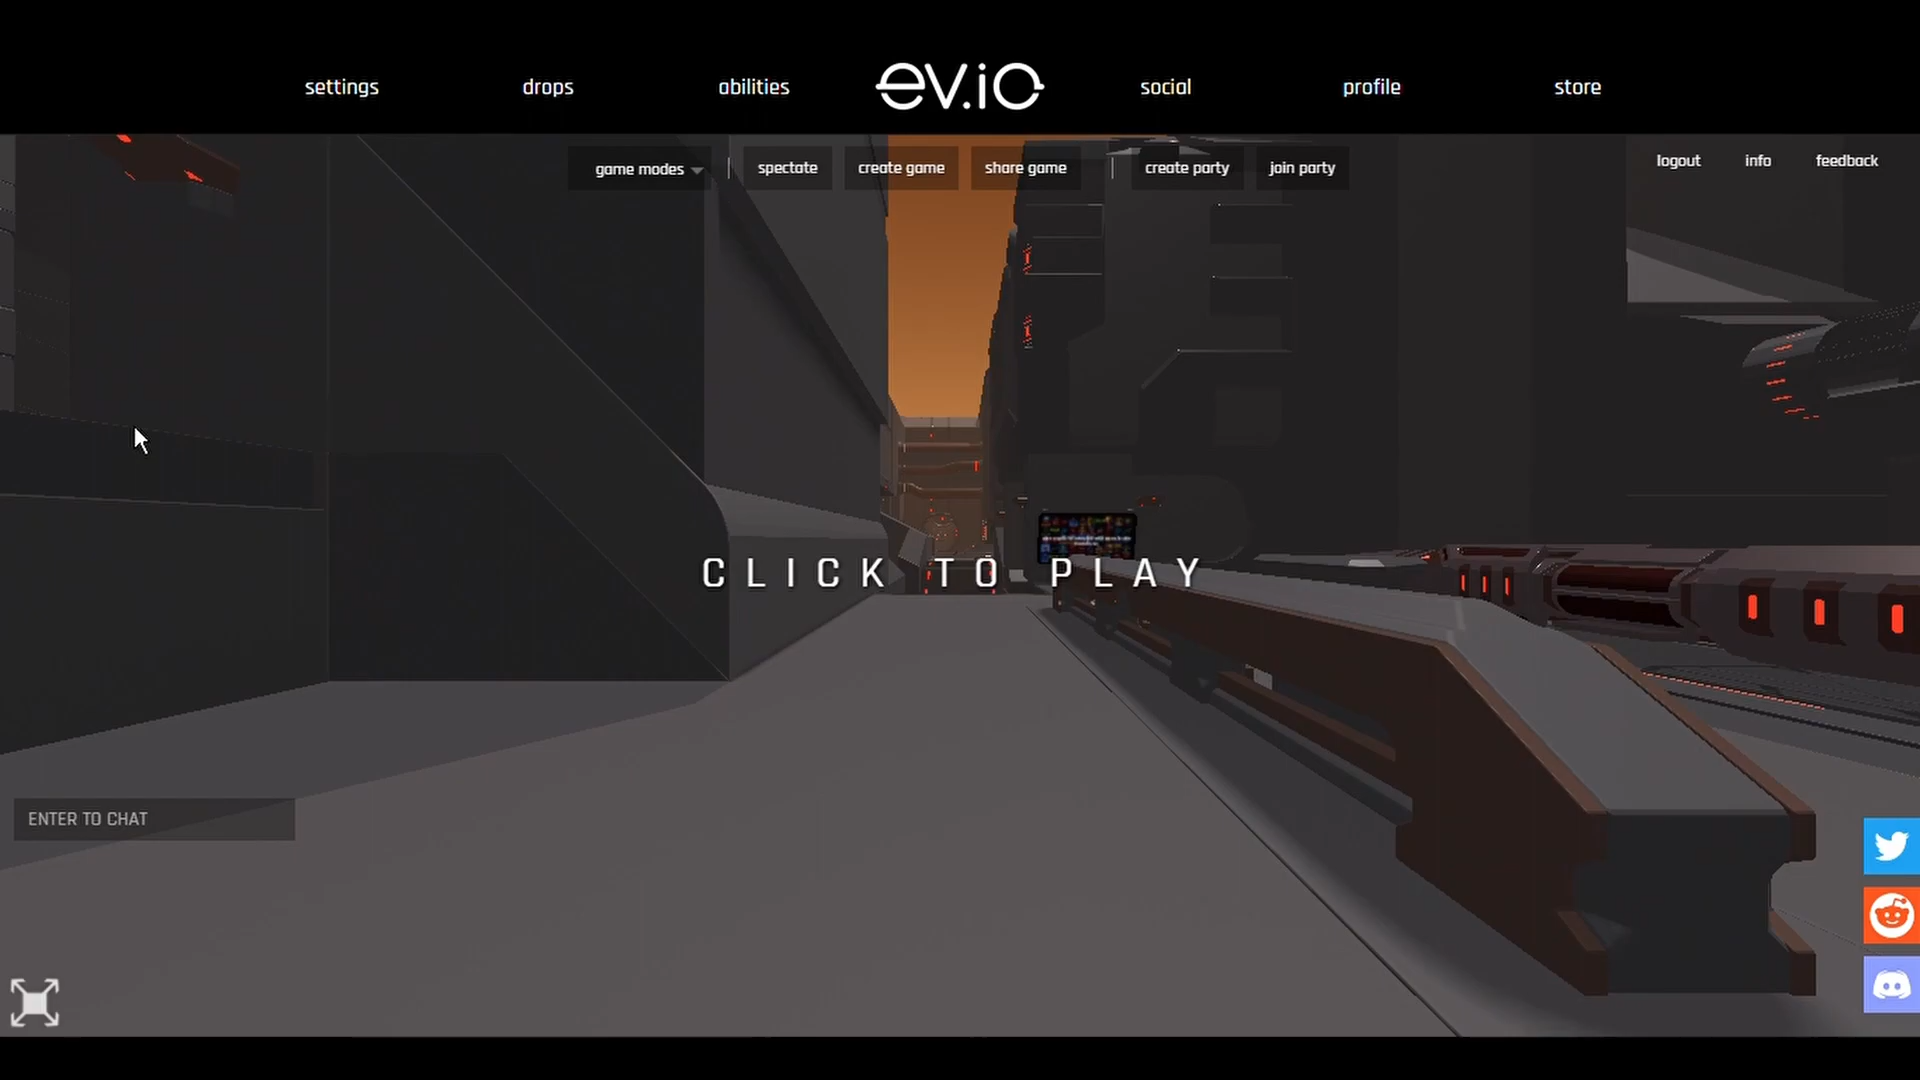 settings
drops
abilities
ev.io
social
profile
store
game modes
spectate
create game
share game
create party
join party
logout
info
feedback
CLICK TO PLAY
ENTER TO CHAT